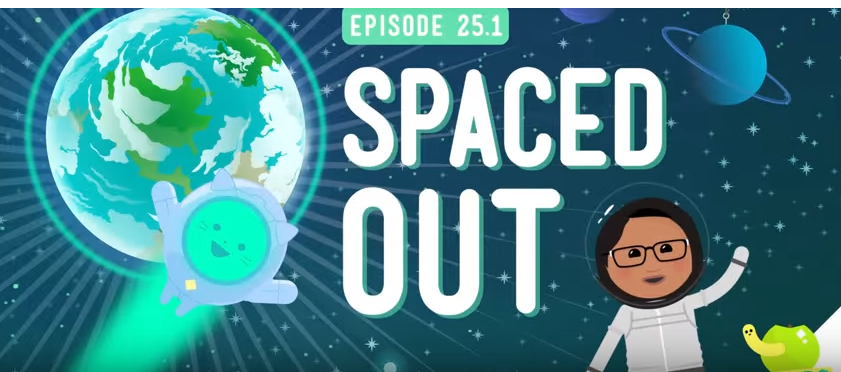 EPISODE 25.1
SPACED
OUT